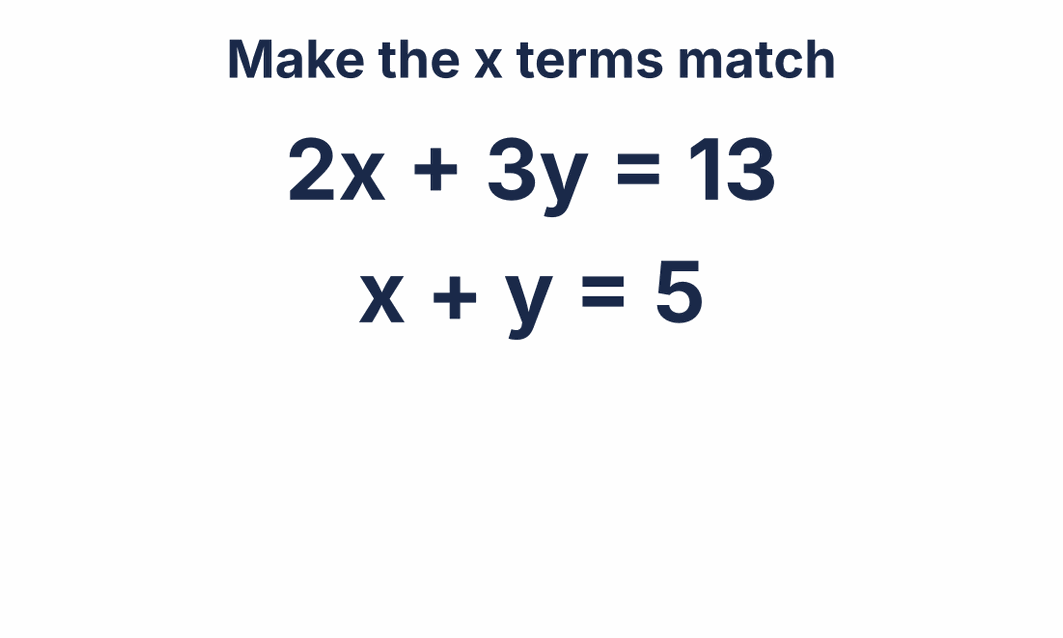 Make the x terms match
2x + 3y = 13
x + y = 5